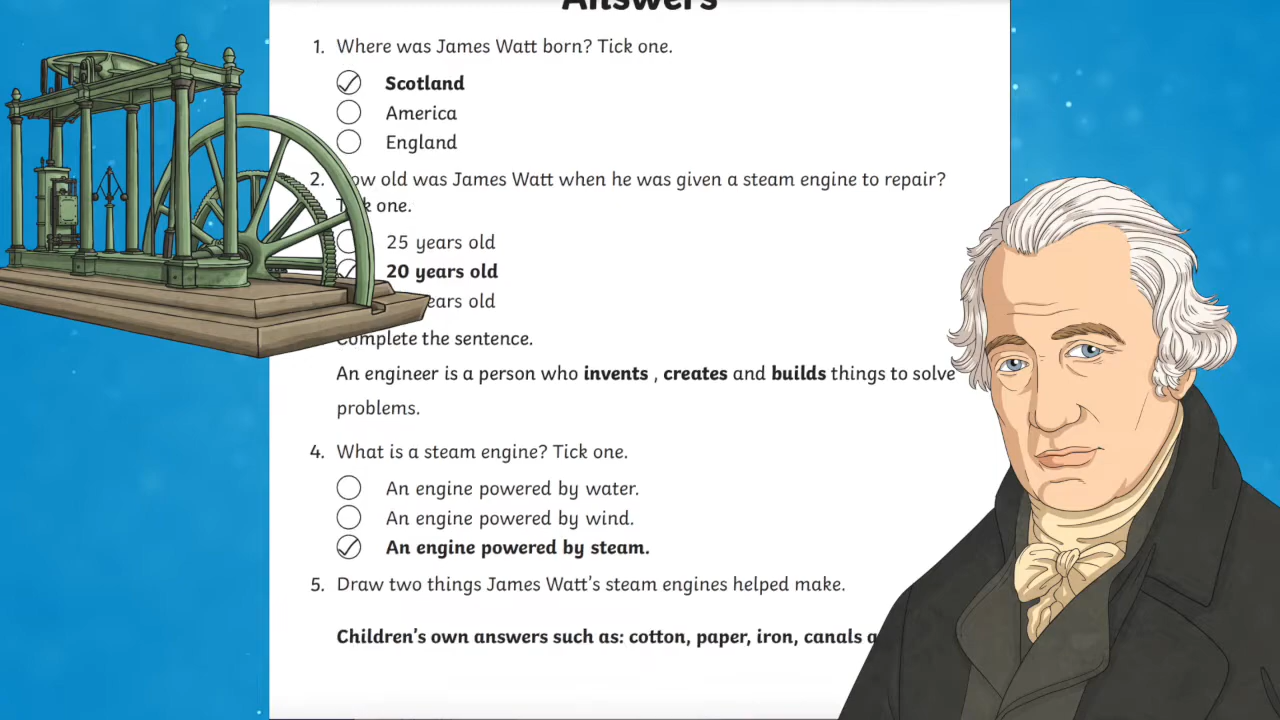 Answers
1. Where was James Watt born? Tick one.
Scotland
America
England
2. How old was James Watt when he was given a steam engine to repair?
Tick one.
25 years old
20 years old
years old
Complete the sentence.
An engineer is a person who invents , creates and builds things to solve
problems.
4. What is a steam engine? Tick one.
An engine powered by water.
An engine powered by wind.
An engine powered by steam.
5. Draw two things James Watt's steam engines helped make.
Children's own answers such as: cotton, paper, iron, canals